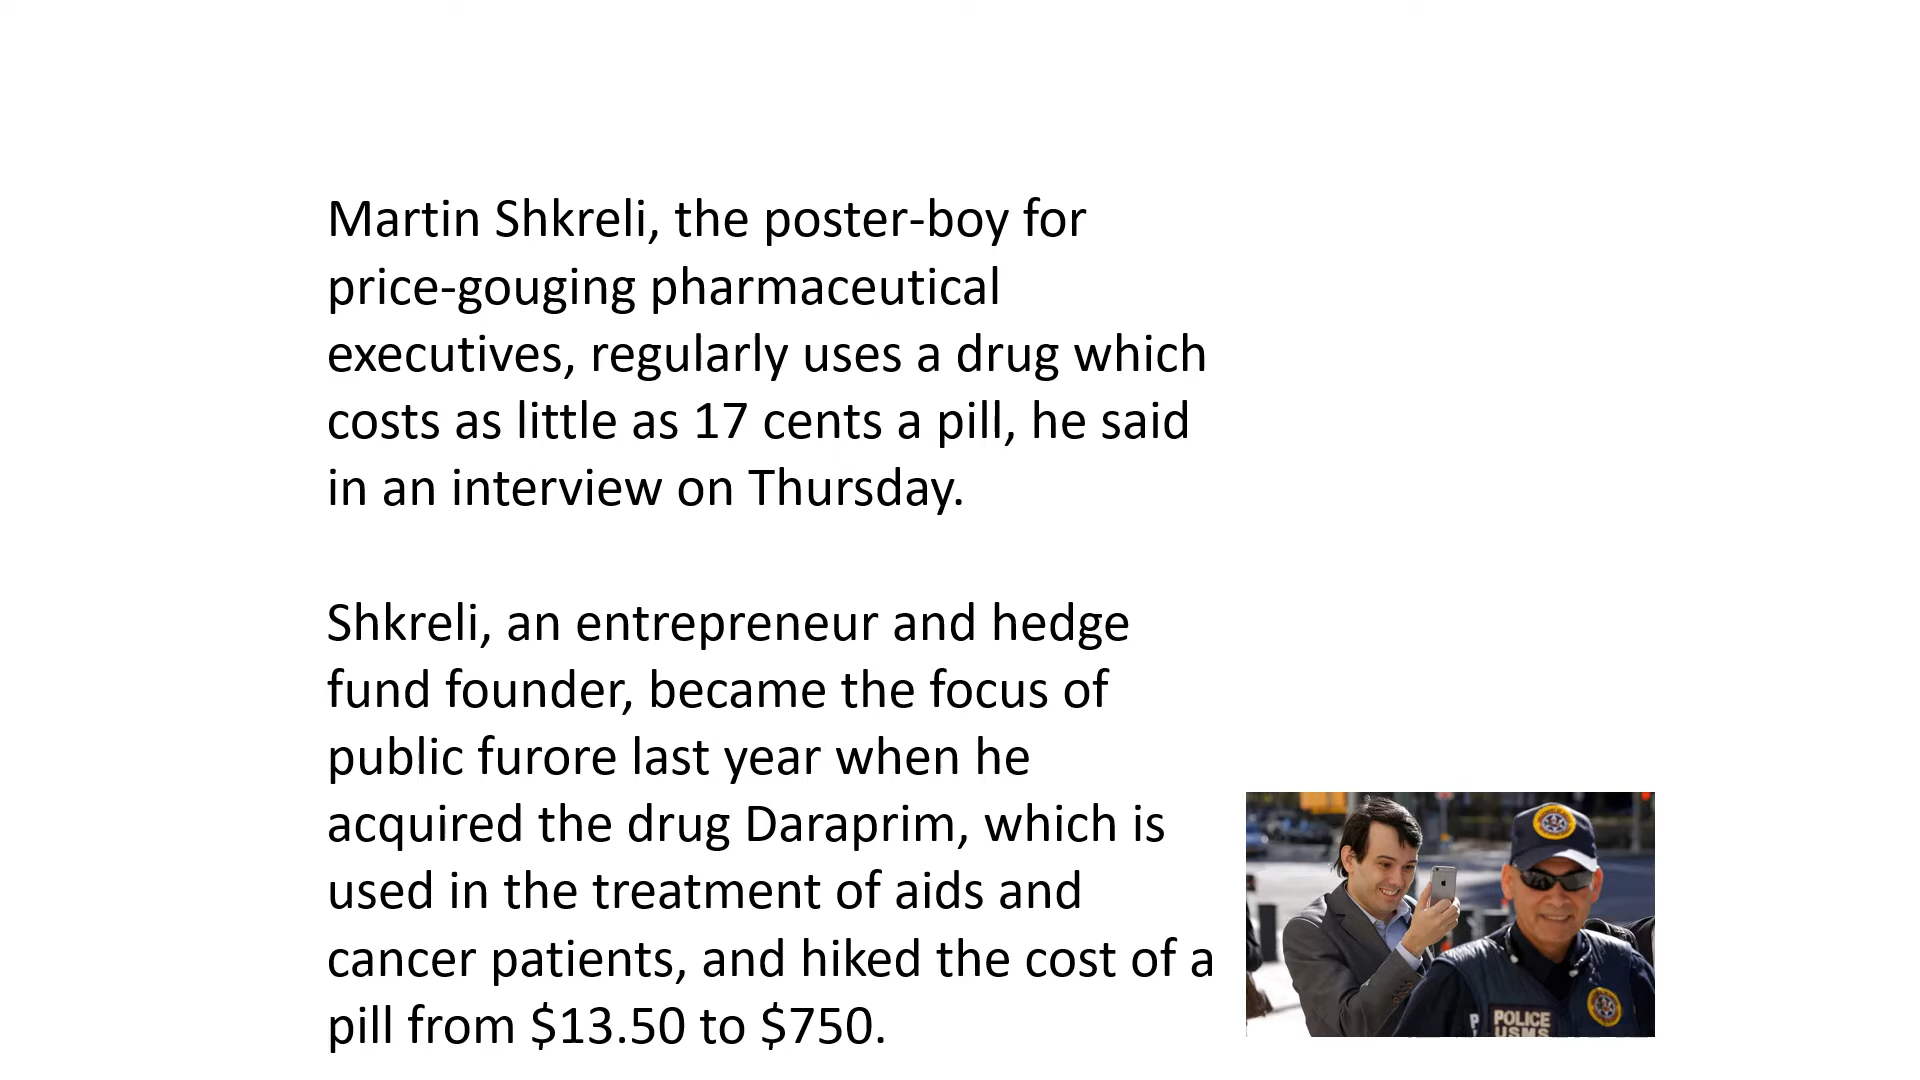 Martin Shkreli, the poster-boy for
price-gouging pharmaceutical
executives, regularly uses a drug which
costs as little as 17 cents a pill, he said
in an interview on Thursday.
Shkreli, an entrepreneur and hedge
fund founder, became the focus of
public furore last year when he
acquired the drug Daraprim, which is
used in the treatment of aids and
cancer patients, and hiked the cost of a
pill from $13.50 to $750.
POLICE
USMS